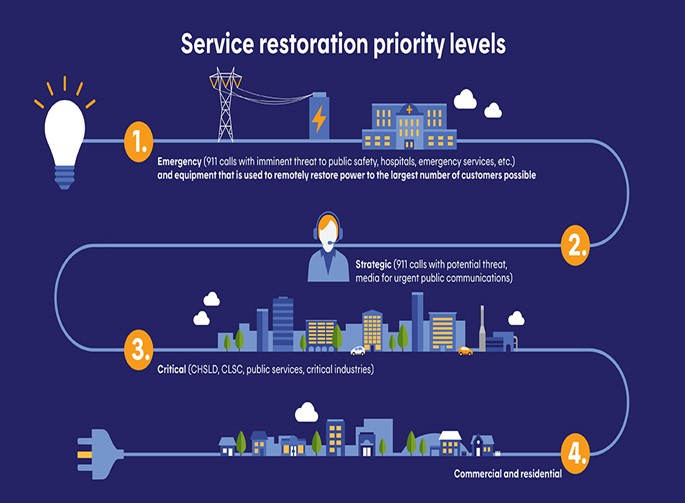 Service restoration priority levels
1.
Emergency (911 calls with imminent threat to public safety, hospitals, emergency services, etc.)
and equipment that is used to remotely restore power to the largest number of customers possible
2.
Strategic (911 calls with potential threat,
media for urgent public communications)
3.
Critical (CHSLD, CLSC, public services, critical industries)
4.
Commercial and residential